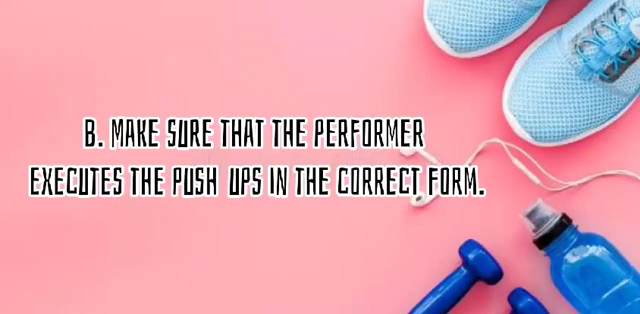 B. MAKE SURE THAT THE PERFORMER
EXECUTES THE PUSH UPS IN THE CORRECT FORM.